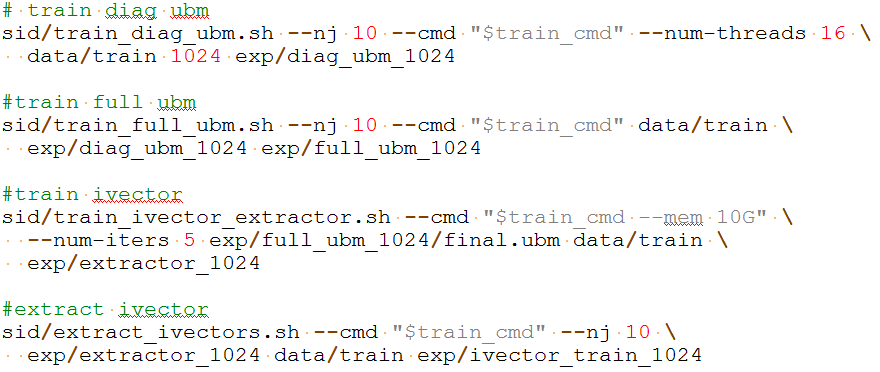 # train diag ubm
sid/train_diag_ubm.sh --nj 10 --cmd "$train_cmd" --num-threads 16 \
  data/train 1024 exp/diag_ubm_1024

#train full ubm
sid/train_full_ubm.sh --nj 10 --cmd "$train_cmd" data/train \
  exp/diag_ubm_1024 exp/full_ubm_1024

#train ivector
sid/train_ivector_extractor.sh --cmd "$train_cmd --mem 10G" \
  --num-iters 5 exp/full_ubm_1024/final.ubm data/train \
  exp/extractor_1024

#extract ivector
sid/extract_ivectors.sh --cmd "$train_cmd" --nj 10 \
  exp/extractor_1024 data/train exp/ivector_train_1024